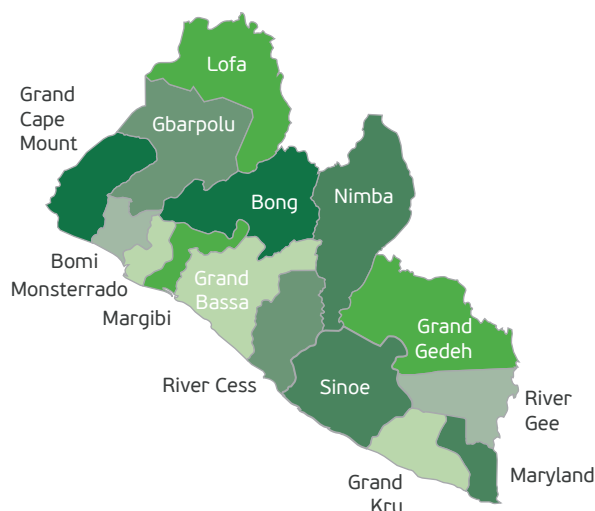 Lofa
Grand
Cape
Mount
Gbarpolu
Bong
Nimba
Bomi
Monsterrado
Margibi
Grand
Bassa
Grand
Gedeh
River Cess
Sinoe
River
Gee
Maryland
Grand
Kru